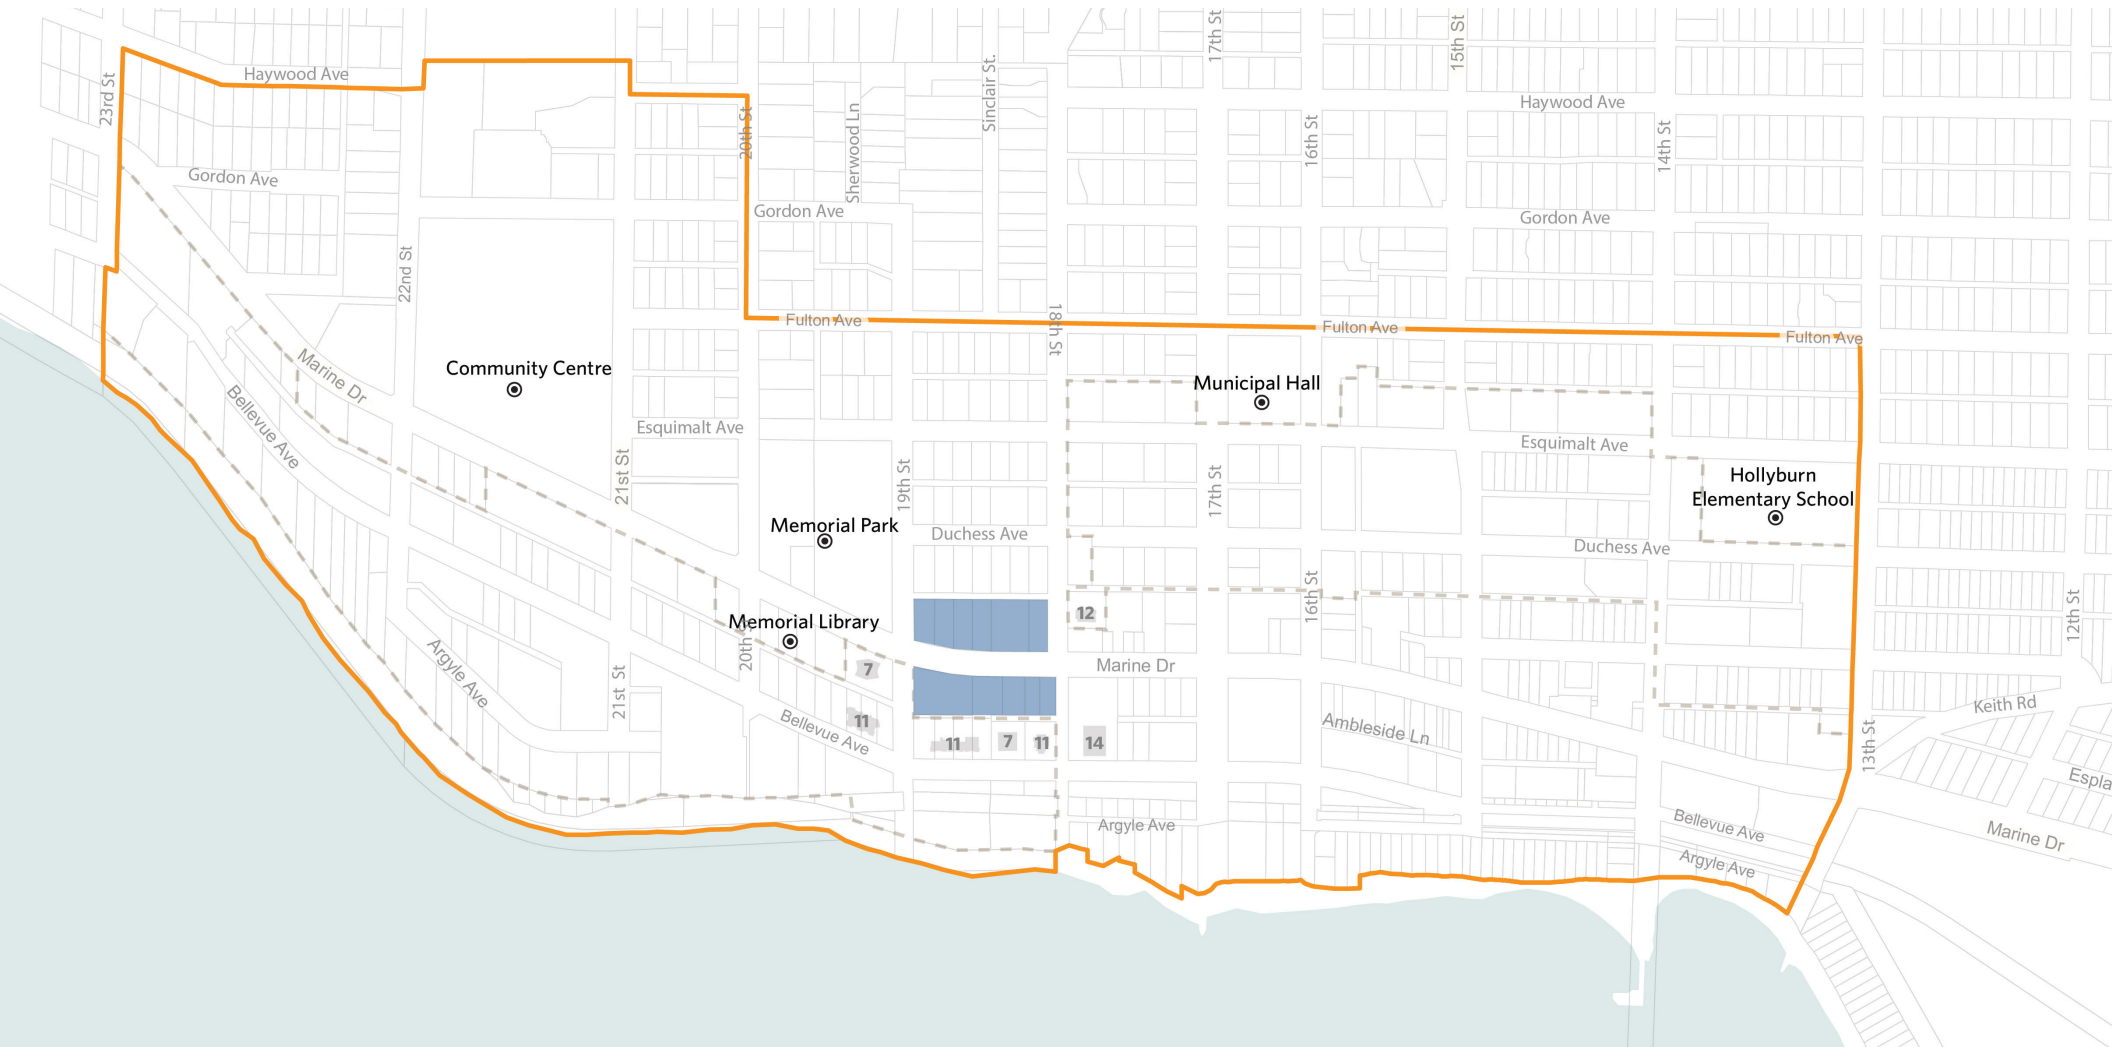 17th St
15th St
Haywood Ave
23rd St
Sinclair St.
Haywood Ave
20th St
Sherwood Ln
16th St
14th St
Gordon Ave
Gordon Ave
Gordon Ave
22nd St
18th St
Fulton Ave
Fulton Ave
Fulton Ave
Community Centre
Marine Dr
Municipal Hall
Bellevue Ave
Esquimalt Ave
Esquimalt Ave
21st St
19th St
17th St
Hollyburn
Elementary School
Memorial Park
Duchess Ave
Duchess Ave
16th St
12th St
12
Memorial Library
20th St
7
Marine Dr
Argyle Ave
21st St
11
Bellevue Ave
11
7
11
14
Ambleside Ln
Keith Rd
13th St
Espla
Argyle Ave
Bellevue Ave
Marine Dr
Argyle Ave